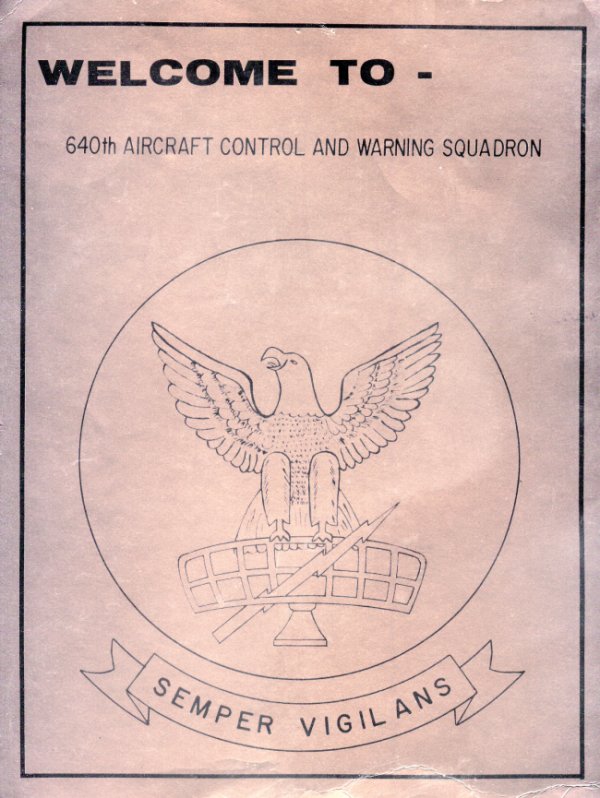 WELCOME TO -
640th AIRCRAFT CONTROL AND WARNING SQUADRON
SEMPER VIGILANS